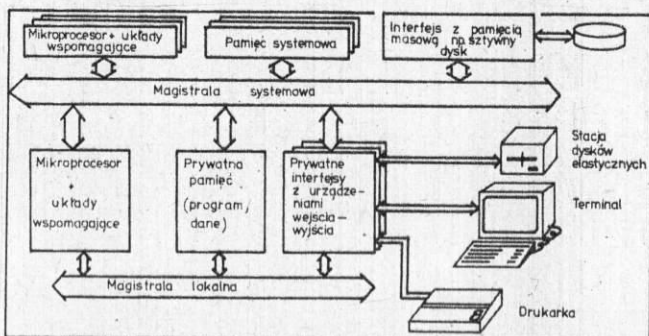 Mikroprocesor + układy
wspomagające
Pamięć systemowa
Interfejs z pamięcią
masową na sztywny
dysk
Magistrala systemowa
Mikroprocesor
+
układy
wspomagające
Prywatna
pamięć
(program,
dane)
Prywatne
interfejsy
z urządze-
niami
wejścia-
wyjścia
Stacja
dysków
elastycznych
Terminal
Magistrala lokalna
Drukarka